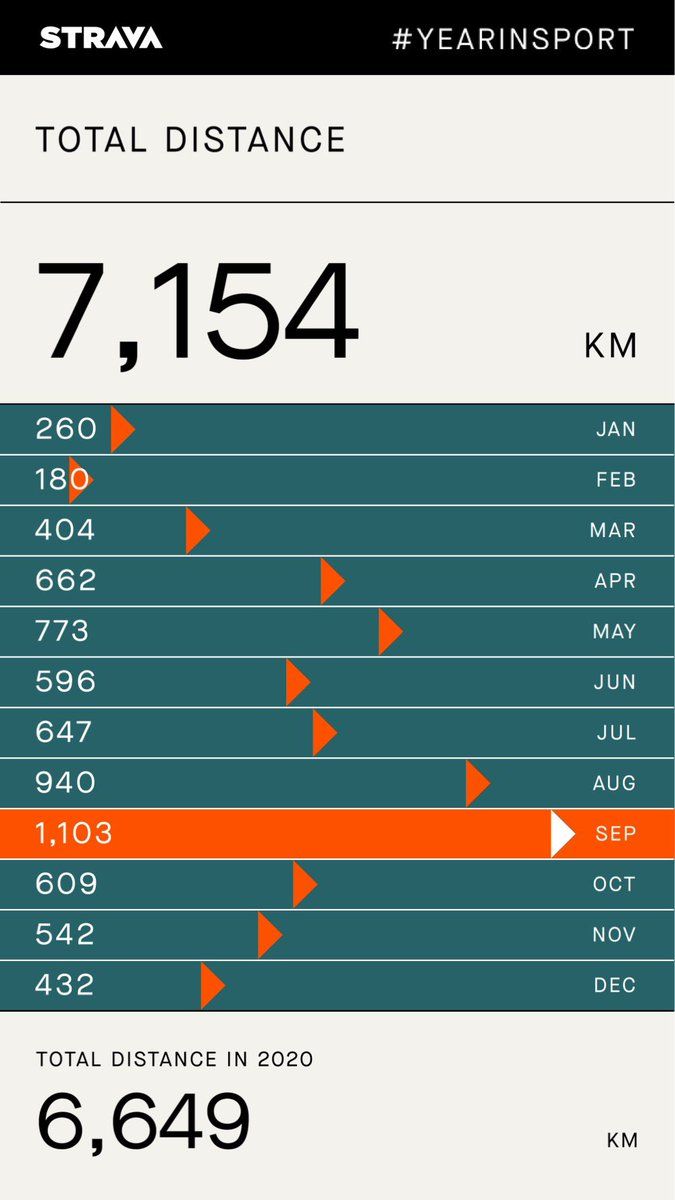 STRAVA #YEARINSPORT
TOTAL DISTANCE
7,154 KM
260 JAN
180 FEB
404 MAR
662 APR
773 MAY
596 JUN
647 JUL
940 AUG
1,103 SEP
609 OCT
542 NOV
432 DEC
TOTAL DISTANCE IN 2020
6,649 KM